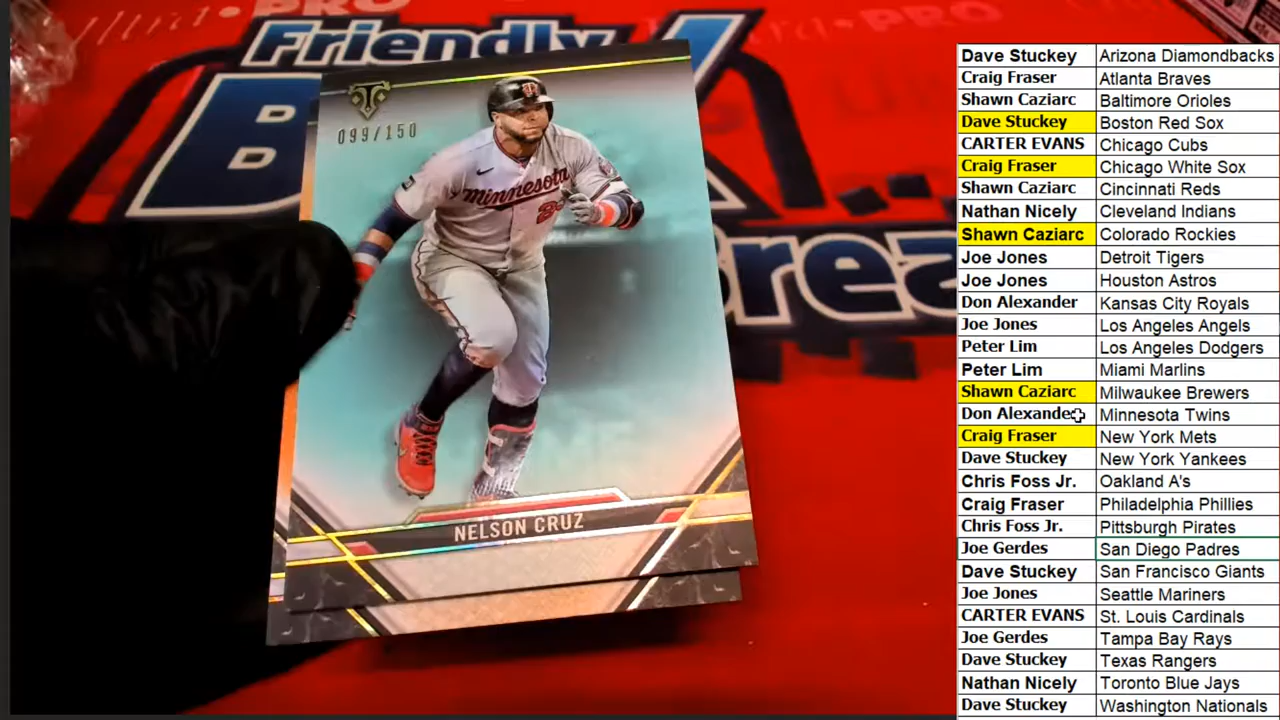 PRO
Friendly
B
D
D
Brea
099/150
Minnesota
NELSON CRUZ
Dave Stuckey Arizona Diamondbacks
Craig Fraser Atlanta Braves
Shawn Caziarc Baltimore Orioles
Dave Stuckey Boston Red Sox
CARTER EVANS Chicago Cubs
Craig Fraser Chicago White Sox
Shawn Caziarc Cincinnati Reds
Nathan Nicely Cleveland Indians
Shawn Caziarc Colorado Rockies
Joe Jones Detroit Tigers
Joe Jones Houston Astros
Don Alexander Kansas City Royals
Joe Jones Los Angeles Angels
Peter Lim Los Angeles Dodgers
Peter Lim Miami Marlins
Shawn Caziarc Milwaukee Brewers
Don Alexander Minnesota Twins
Craig Fraser New York Mets
Dave Stuckey New York Yankees
Chris Foss Jr. Oakland A's
Craig Fraser Philadelphia Phillies
Chris Foss Jr. Pittsburgh Pirates
Joe Gerdes San Diego Padres
Dave Stuckey San Francisco Giants
Joe Jones Seattle Mariners
CARTER EVANS St. Louis Cardinals
Joe Gerdes Tampa Bay Rays
Dave Stuckey Texas Rangers
Nathan Nicely Toronto Blue Jays
Dave Stuckey Washington Nationals